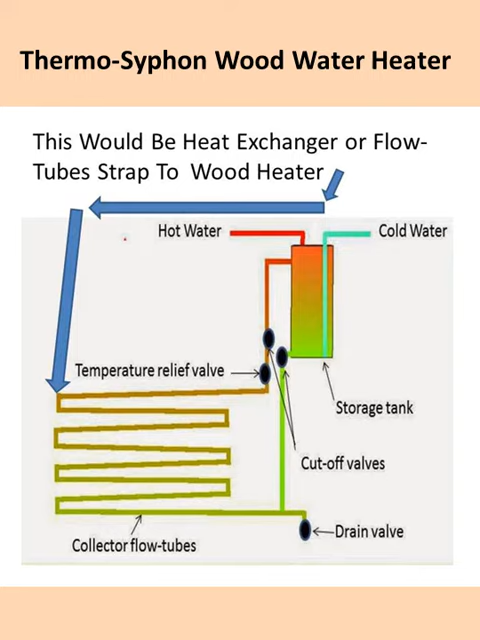 Thermo-Syphon Wood Water Heater
This Would Be Heat Exchanger or Flow-
Tubes Strap To Wood Heater
Hot Water
Cold Water
Temperature relief valve
Storage tank
Cut-off valves
Drain valve
Collector flow-tubes